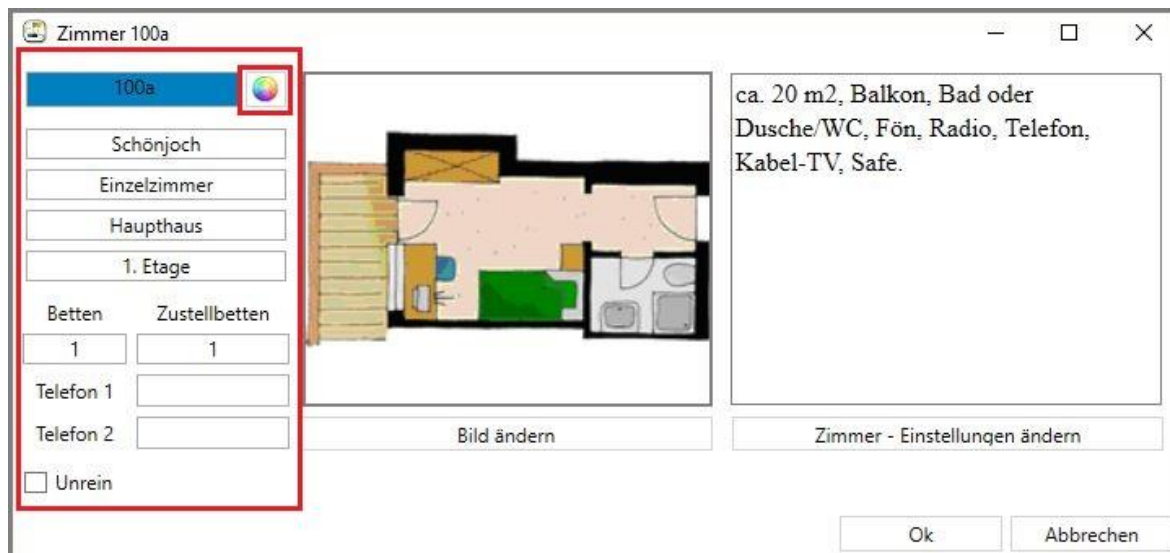 Zimmer 100a
100a
Schönjoch
Einzelzimmer
Haupthaus
1. Etage
Betten Zustellbetten
1 1
Telefon 1
Telefon 2
Unrein
Bild ändern
ca. 20 m2, Balkon, Bad oder
Dusche/WC, Fön, Radio, Telefon,
Kabel-TV, Safe.
Zimmer - Einstellungen ändern
Ok Abbrechen